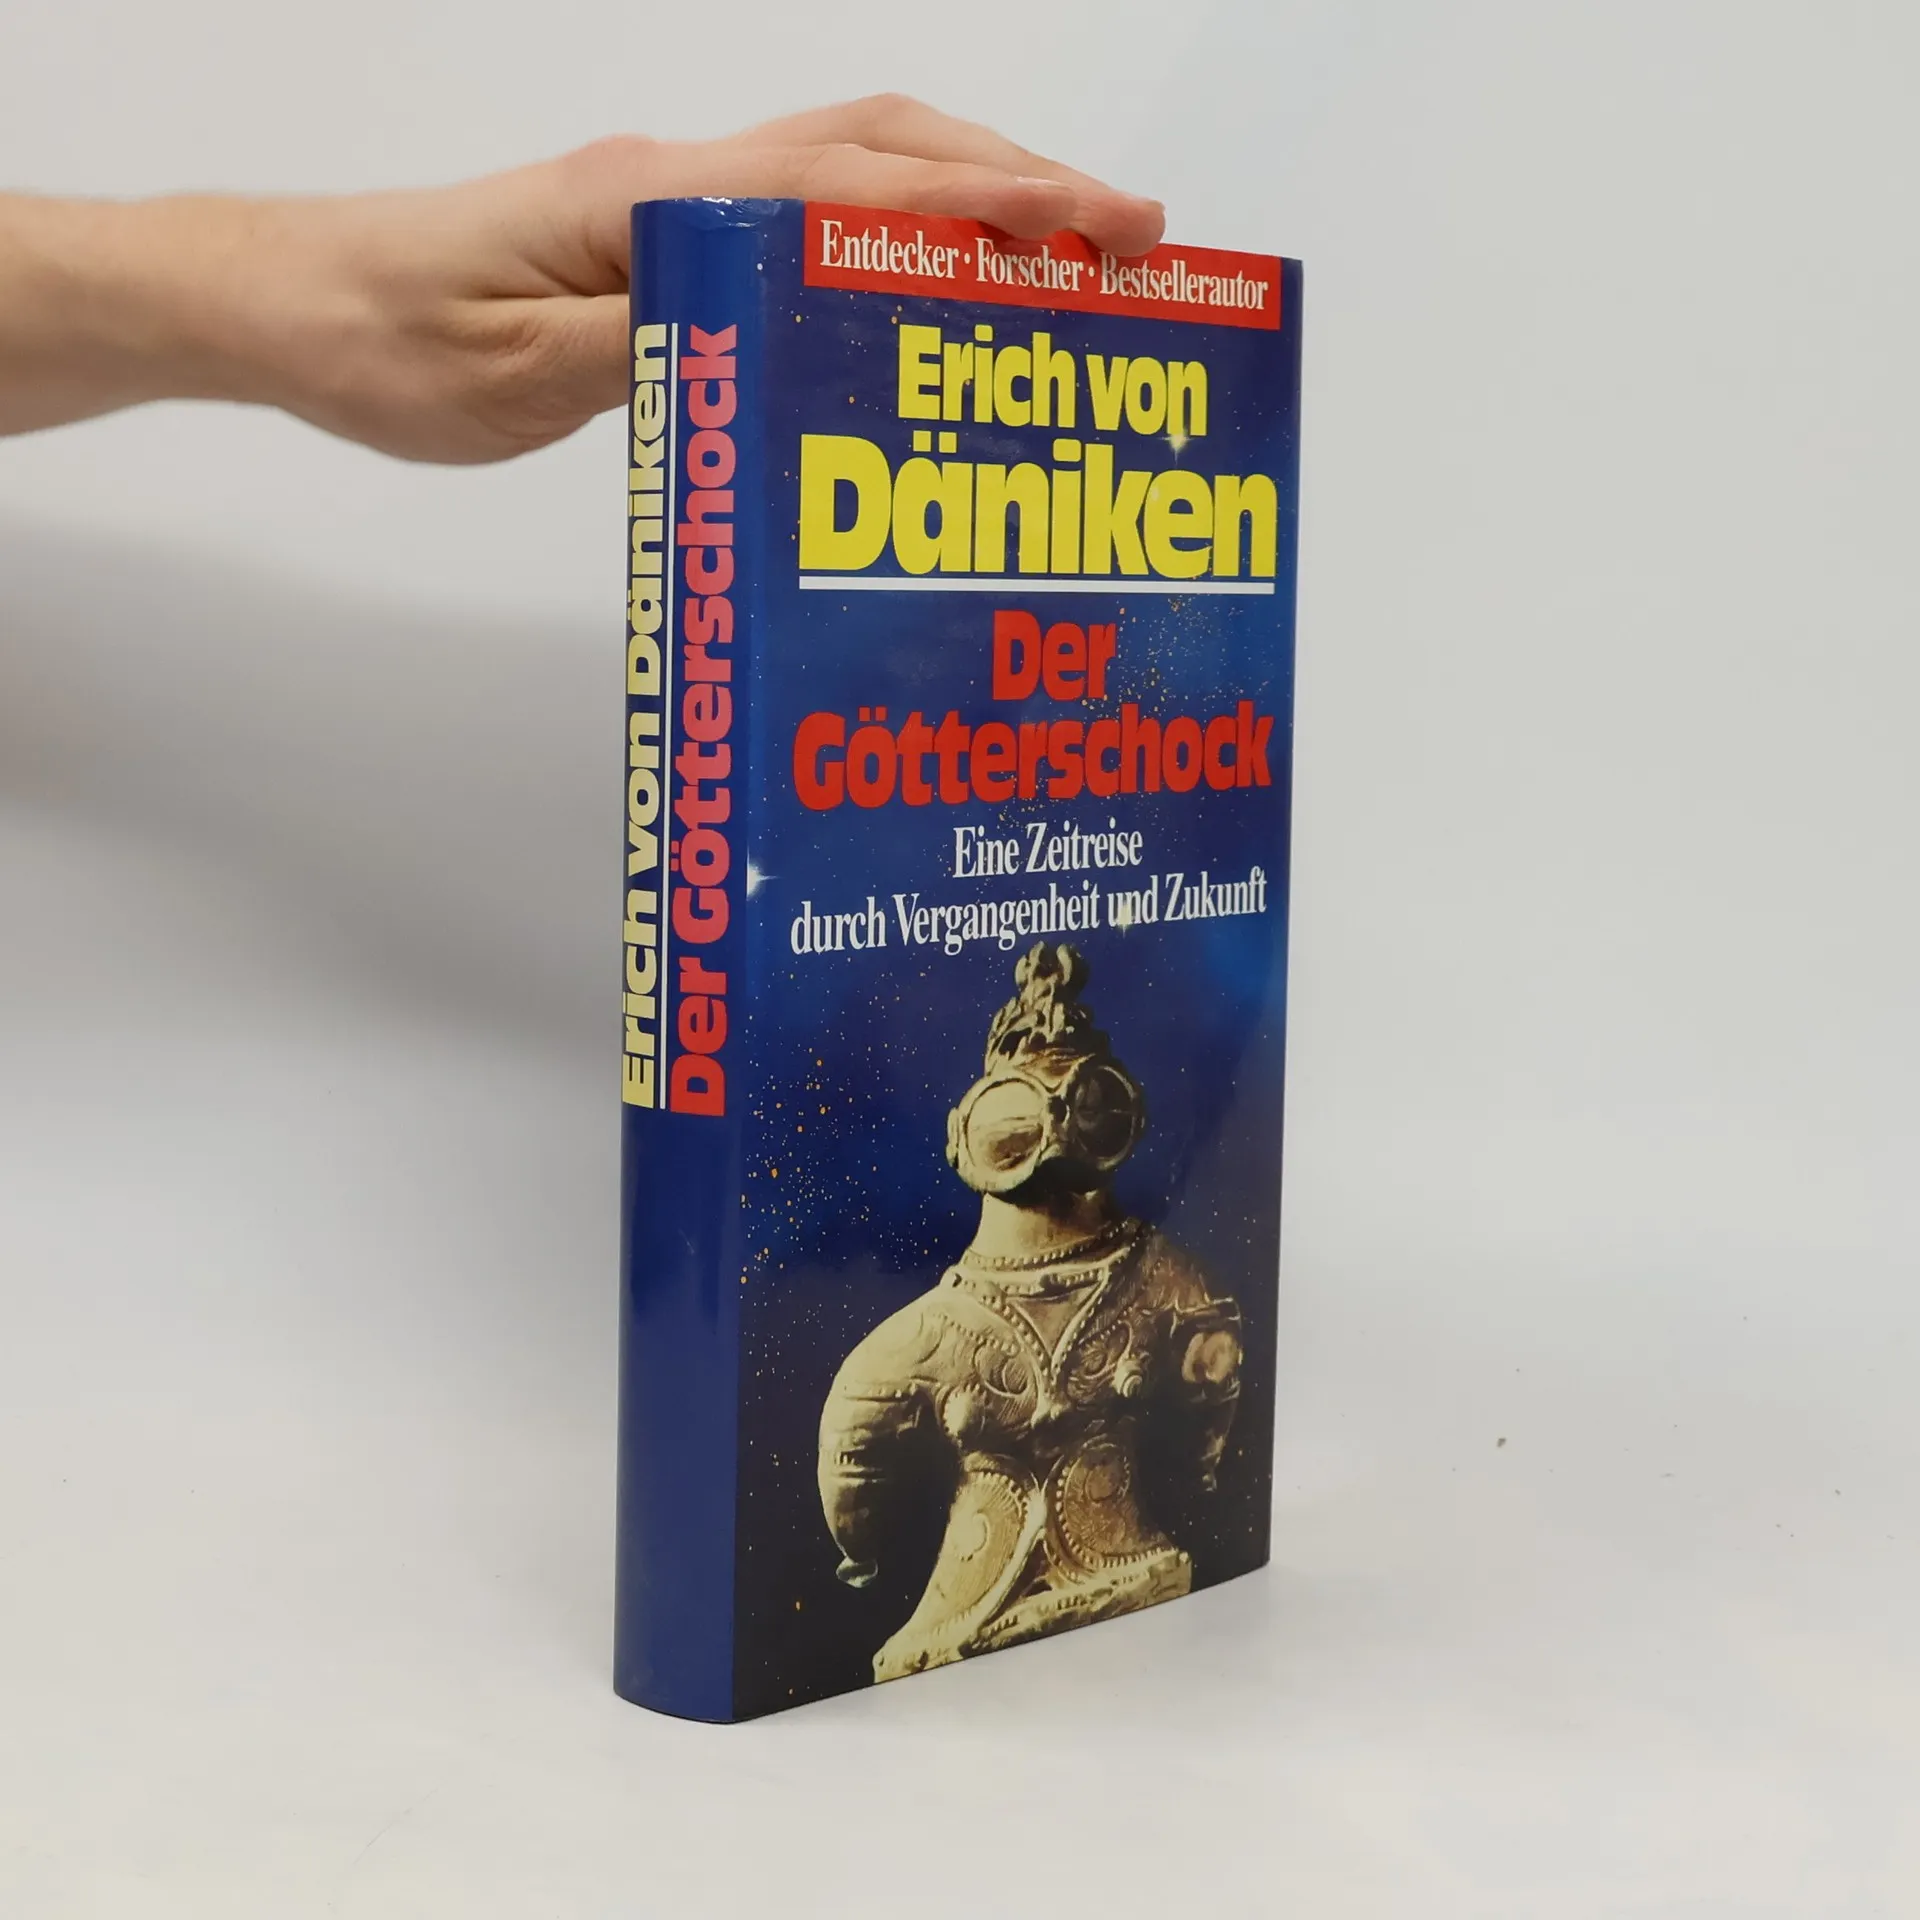 Entdecker · Forscher · Bestsellerautor
Erich von
Däniken
Der
Götterschock
Eine Zeitreise
durch Vergangenheit und Zukunft
Erich von Däniken
Der Götterschock